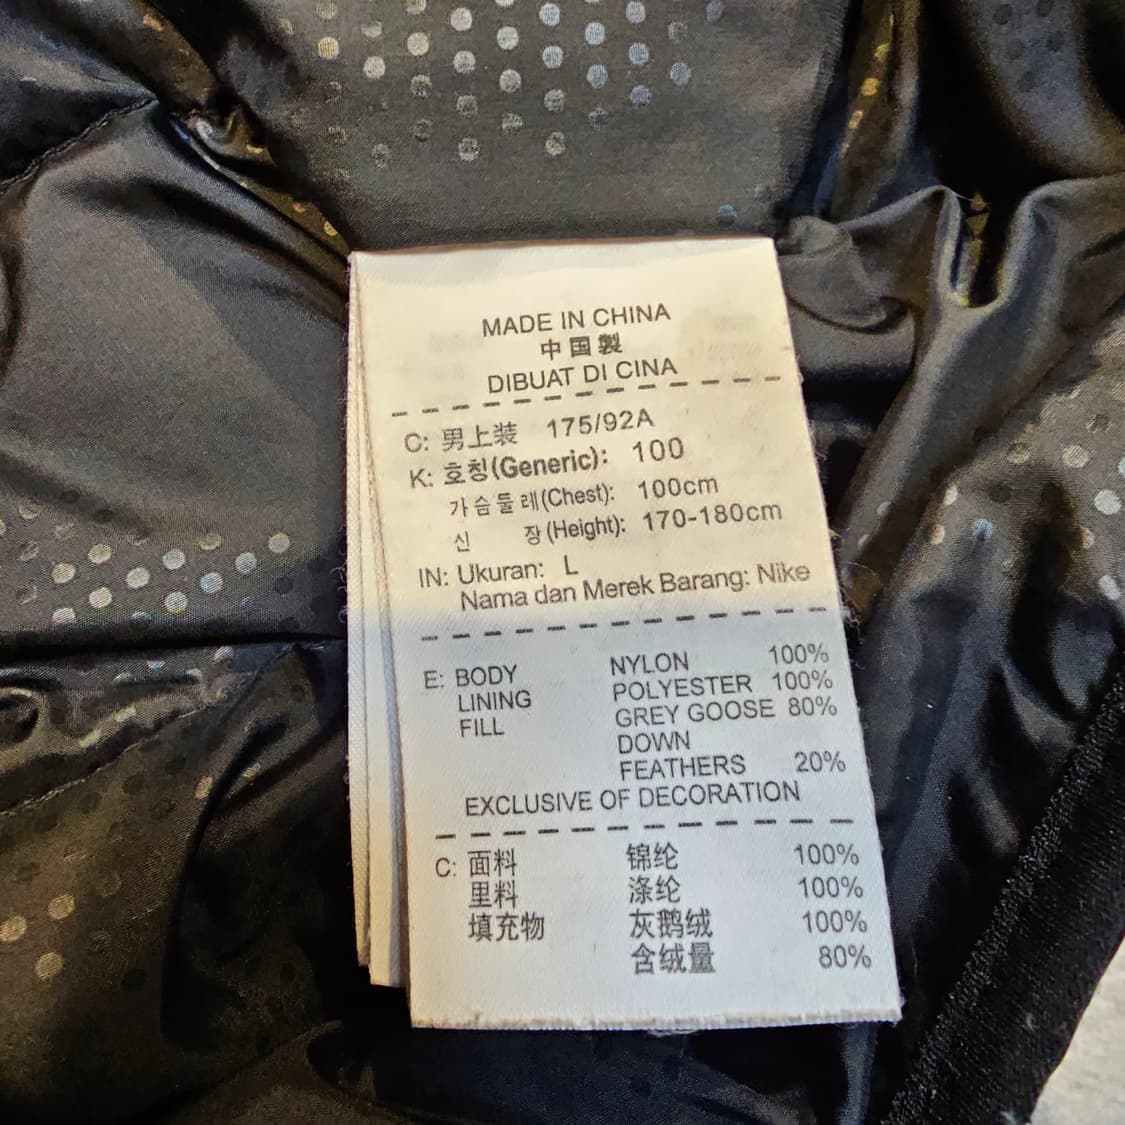 MADE IN CHINA
中国製
DIBUAT DI CINA
C: 男上装 175/92A
K: 호칭(Generic): 100
가슴둘레(Chest): 100cm
신 장(Height): 170-180cm
IN: Ukuran: L
Nama dan Merek Barang: Nike
E: BODY NYLON 100%
LINING POLYESTER 100%
FILL GREY GOOSE 80%
DOWN
FEATHERS 20%
EXCLUSIVE OF DECORATION
C: 面料 锦纶 100%
里料 涤纶 100%
填充物 灰鹅绒 100%
含绒量 80%